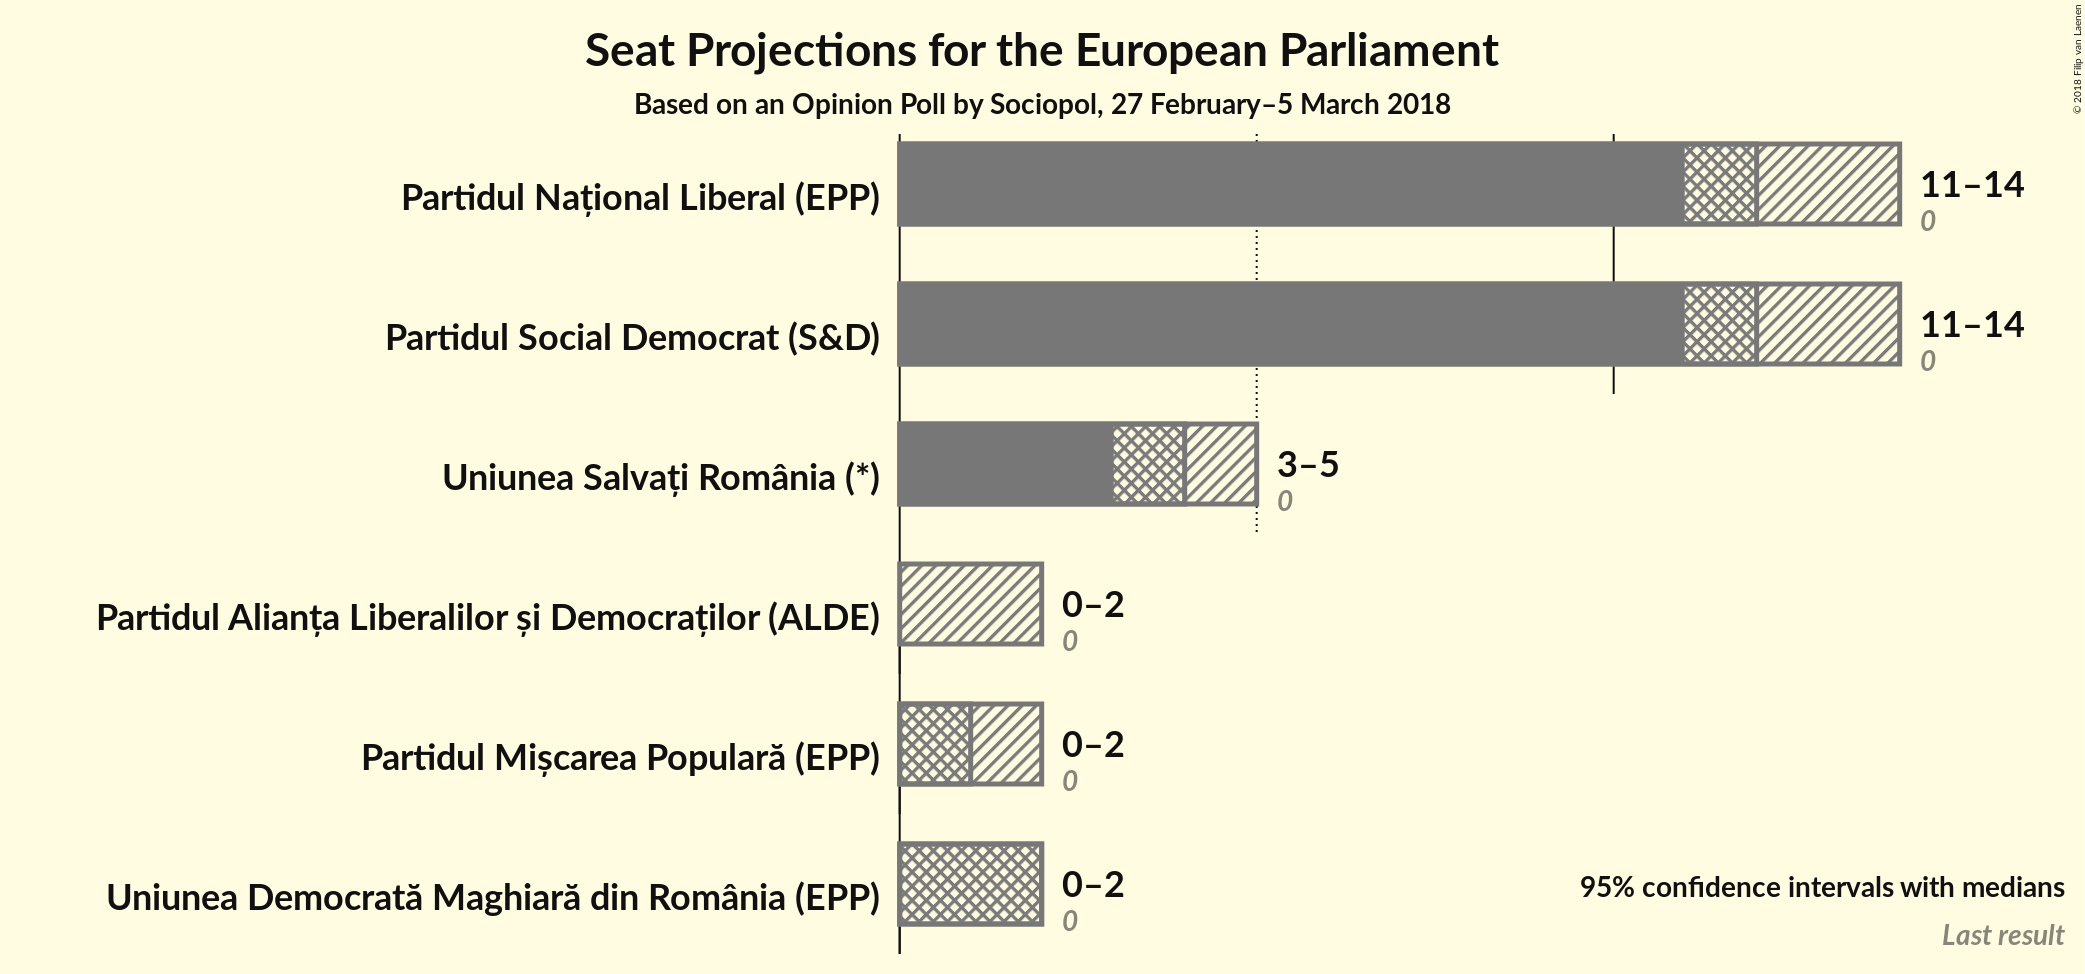 Seat Projections for the European Parliament
Based on an Opinion Poll by Sociopol, 27 February–5 March 2018
© 2018 Filip van Laenen
Partidul Național Liberal (EPP)
11–14
0
Partidul Social Democrat (S&D)
11–14
0
Uniunea Salvați România (*)
3–5
0
Partidul Alianța Liberalilor și Democraților (ALDE)
0–2
0
Partidul Mișcarea Populară (EPP)
0–2
0
Uniunea Democrată Maghiară din România (EPP)
0–2
0
95% confidence intervals with medians
Last result